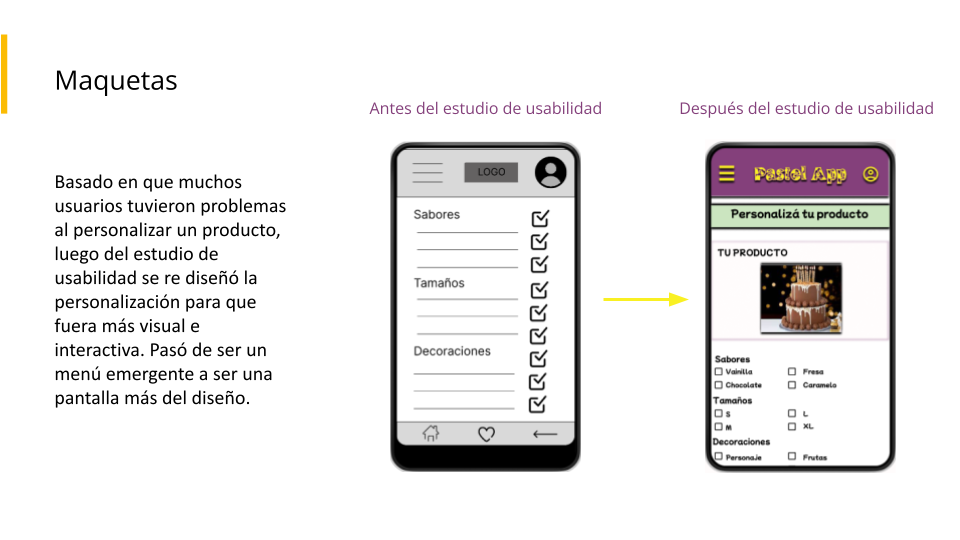 Maquetas
Antes del estudio de usabilidad
Después del estudio de usabilidad
Basado en que muchos
usuarios tuvieron problemas
al personalizar un producto,
luego del estudio de
usabilidad se re diseñó la
personalización para que
fuera más visual e
interactiva. Pasó de ser un
menú emergente a ser una
pantalla más del diseño.
LOGO
Sabores
Tamaños
Decoraciones
Pastel App
Personalizá tu producto
TU PRODUCTO
Sabores
Vainilla
Fresa
Chocolate
Caramelo
Tamaños
S
L
M
XL
Decoraciones
Personaje
Frutas